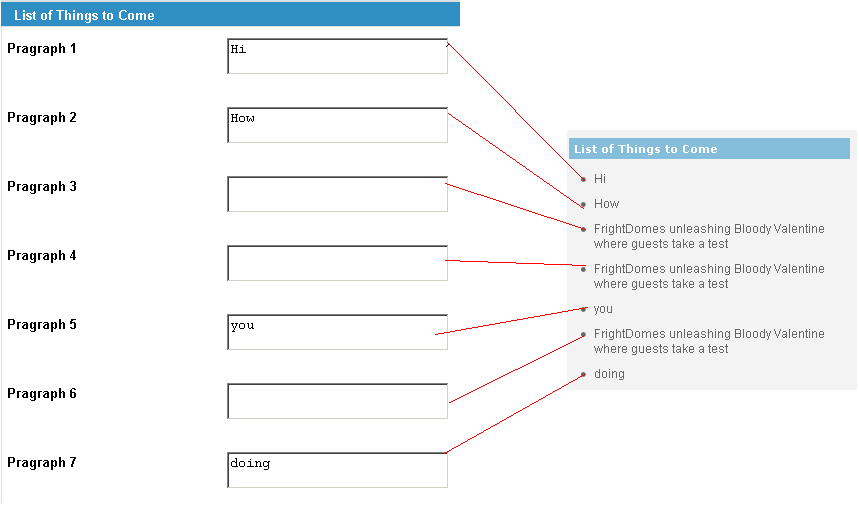 List of Things to Come
Pragraph 1
Hi
Pragraph 2
How
Pragraph 3
Pragraph 4
Pragraph 5
you
Pragraph 6
Pragraph 7
doing
List of Things to Come
Hi
How
FrightDomes unleashing Bloody Valentine
where guests take a test
FrightDomes unleashing Bloody Valentine
where guests take a test
you
FrightDomes unleashing Bloody Valentine
where guests take a test
doing